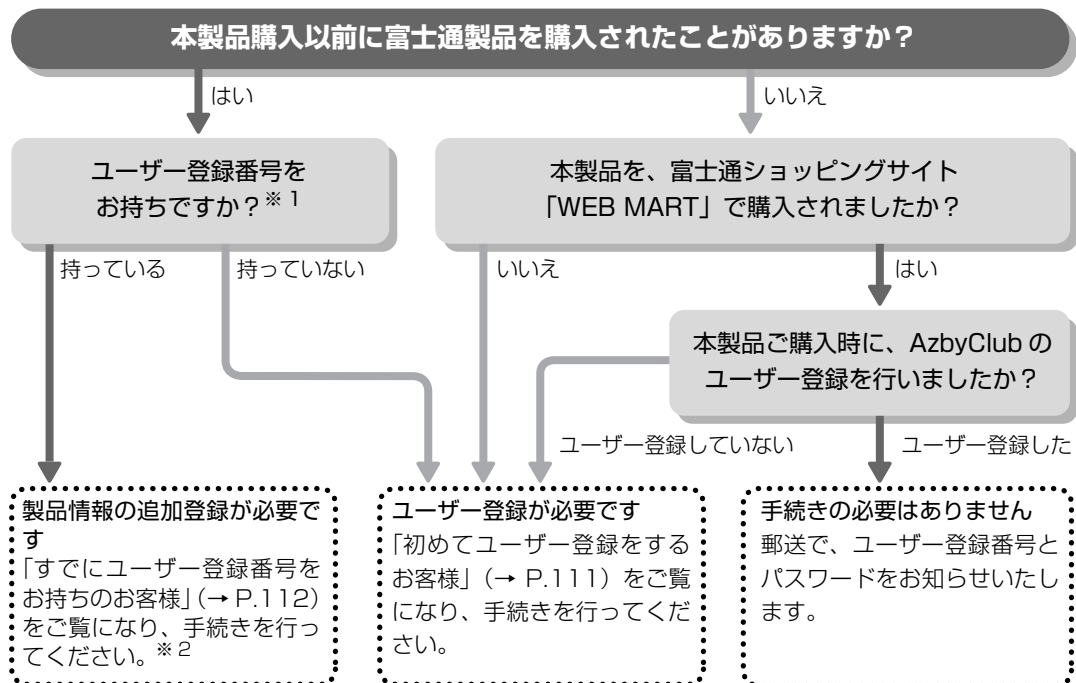 本製品購入以前に富士通製品を購入されたことがありますか？
はい
いいえ
ユーザー登録番号を
お持ちですか？※1
本製品を、富士通ショッピングサイト
「WEB MART」で購入されましたか？
持っている
持っていない
いいえ
はい
本製品ご購入時に、AzbyClub の
ユーザー登録を行いましたか？
ユーザー登録していない
ユーザー登録した
製品情報の追加登録が必要で
す
「すでにユーザー登録番号を
お持ちのお客様」（→ P.112）
をご覧になり、手続きを行っ
てください。※2
ユーザー登録が必要です
「初めてユーザー登録をする
お客様」（→ P.111）をご覧
になり、手続きを行ってくだ
さい。
手続きの必要はありません
郵送で、ユーザー登録番号と
パスワードをお知らせいたし
ます。